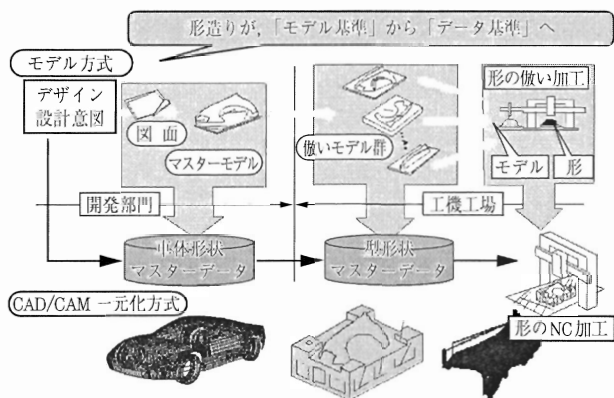 形造りが,「モデル基準」から「データ基準」へ
モデル方式
デザイン
設計意図
図面
マスターモデル
倣いモデル群
形の倣い加工
モデル
形
開発部門
工機工場
車体形状
マスターデータ
型形状
マスターデータ
CAD/CAM 一元化方式
形のNC加工